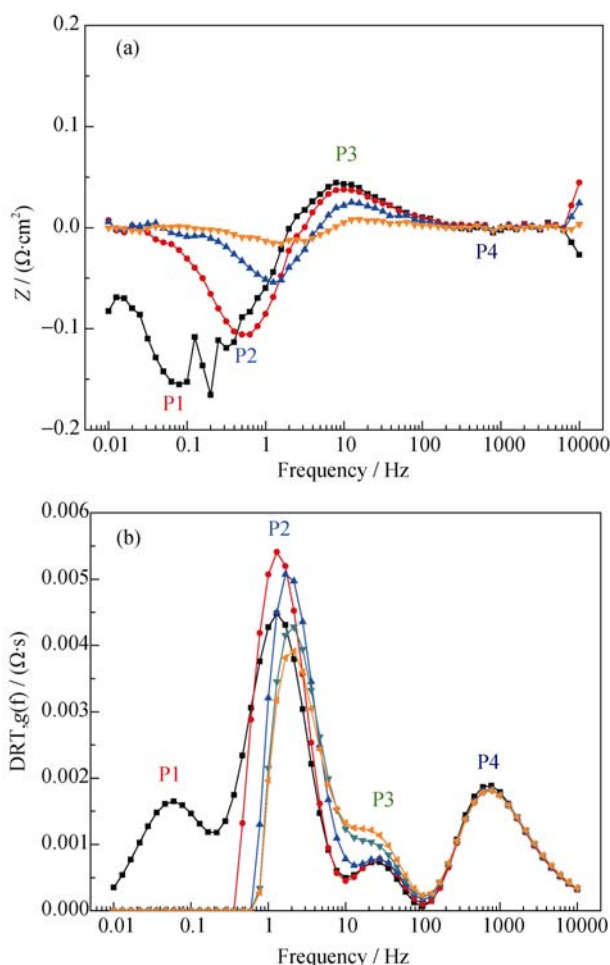 (a)
0.2
0.1
0.0
−0.1
−0.2
Z / (Ω·cm²)
P1
P2
P3
P4
0.01 0.1 1 10 100 1000 10000
Frequency / Hz
(b)
0.006
0.005
0.004
0.003
0.002
0.001
0.000
DRT,g(f) / (Ω·s)
P1
P2
P3
P4
0.01 0.1 1 10 100 1000 10000
Frequency / Hz